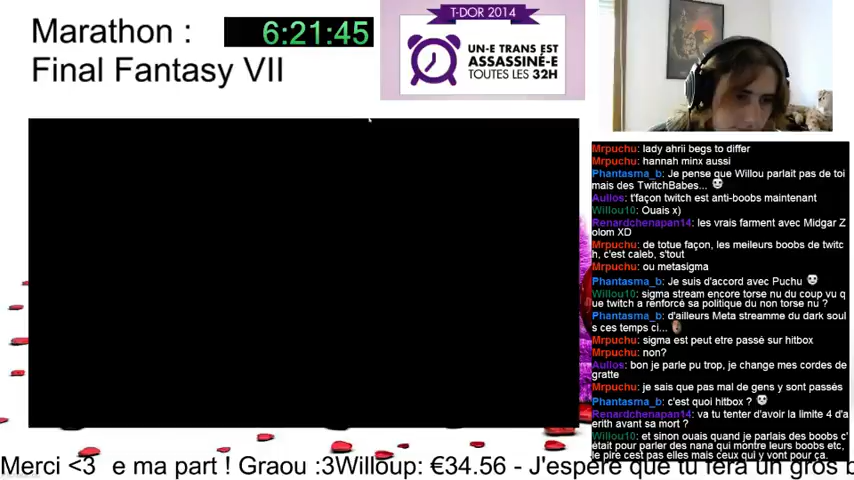 Marathon :
Final Fantasy VII
6:21:45
T-DOR 2014
UN-E TRANS EST
ASSASSINÉ-E
TOUTES LES 32H
Mrpuchu: lady ahrii begs to differ
Mrpuchu: hannah minx aussi
Phantasma_b: Je pense que Willou parlait pas de toi
mais des TwitchBabes...
Aulios: t'façon twitch est anti-boobs maintenant
Willou10: Ouais x)
Renardchenapan14: les vrais farment avec Midgar Z
olom XD
Mrpuchu: de totue façon, les meilleurs boobs de twitc
h, c'est caleb, s'tout
Mrpuchu: ou metasigma
Phantasma_b: Je suis d'accord avec Puchu
Willou10: sigma stream encore torse nu du coup vu q
ue twitch a renforcé sa politique du non torse nu ?
Phantasma_b: d'ailleurs Meta streamme du dark soul
s ces temps ci...
Mrpuchu: sigma est peut etre passé sur hitbox
Mrpuchu: non?
Aulios: bon je parle pu trop, je change mes cordes de
gratte
Mrpuchu: je sais que pas mal de gens y sont passés
Phantasma_b: c'est quoi hitbox ?
Renardchenapan14: va tu tenter d'avoir la limite 4 d'a
erith avant sa mort ?
Willou10: et sinon ouais quand je parlais des boobs c'
était pour parler des nana qui montre leurs boobs etc,
le pire c'est pas elles mais ceux qui y vont pour ça.
Merci <3 e ma part ! Graou :3Willoup: €34.56 - J'espère que tu fera un gros b